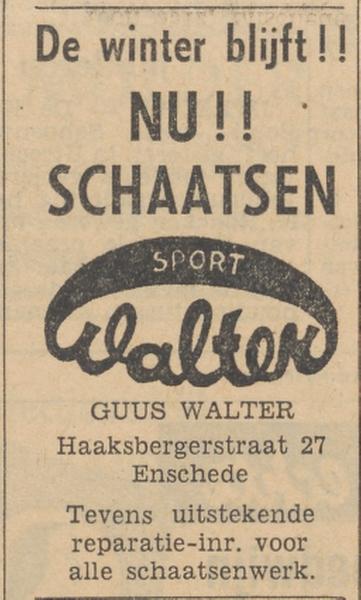 De winter blijft!!
NU!!
SCHAATSEN
SPORT
Walter
GUUS WALTER
Haaksbergerstraat 27
Enschede
Tevens uitstekende
reparatie-inr. voor
alle schaatsenwerk.